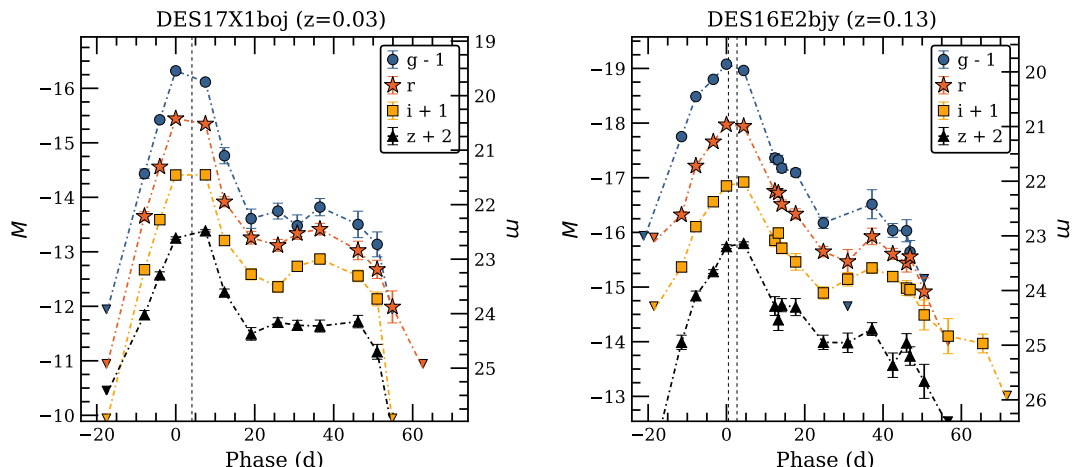 DES17X1boj (z=0.03)
−16
−15
−14
−13
−12
−11
−10
M
19
20
21
22
23
24
25
m
−20
0
20
40
60
Phase (d)
g - 1
r
i + 1
z + 2
DES16E2bjy (z=0.13)
−19
−18
−17
−16
−15
−14
−13
M
20
21
22
23
24
25
26
m
−20
0
20
40
60
Phase (d)
g - 1
r
i + 1
z + 2